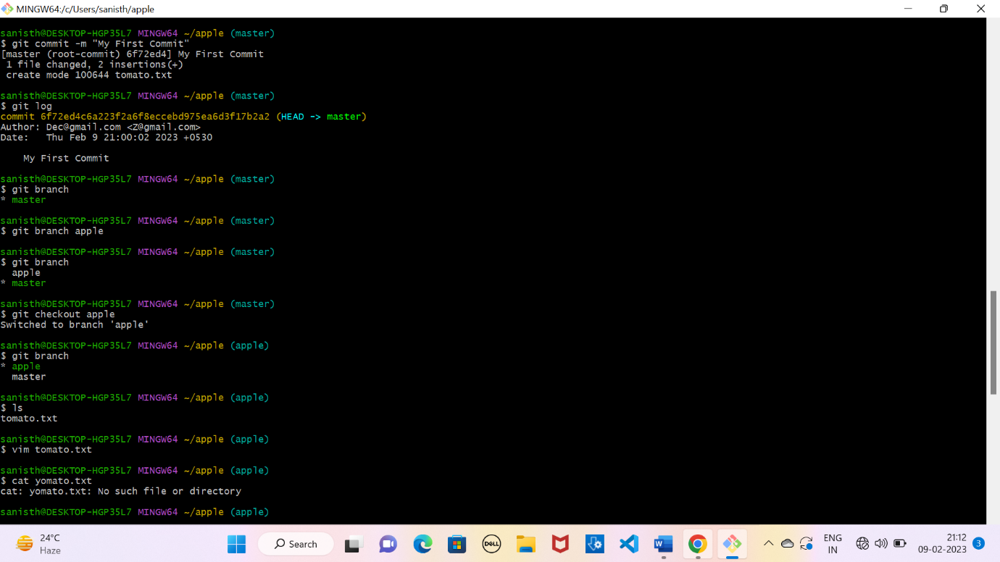 MINGW64:/c/Users/sanisth/apple
sanisth@DESKTOP-HGP35L7 MINGW64 ~/apple (master)
$ git commit -m "My First Commit"
[master (root-commit) 6f72ed4] My First Commit
 1 file changed, 2 insertions(+)
 create mode 100644 tomato.txt
sanisth@DESKTOP-HGP35L7 MINGW64 ~/apple (master)
$ git log
commit 6f72ed4c6a223f2a6f8eccebd975ea6d3f17b2a2 (HEAD -> master)
Author: Dec@gmail.com <Z@gmail.com>
Date:   Thu Feb 9 21:00:02 2023 +0530
    My First Commit
sanisth@DESKTOP-HGP35L7 MINGW64 ~/apple (master)
$ git branch
* master
sanisth@DESKTOP-HGP35L7 MINGW64 ~/apple (master)
$ git branch apple
sanisth@DESKTOP-HGP35L7 MINGW64 ~/apple (master)
$ git branch
  apple
* master
sanisth@DESKTOP-HGP35L7 MINGW64 ~/apple (master)
$ git checkout apple
Switched to branch 'apple'
sanisth@DESKTOP-HGP35L7 MINGW64 ~/apple (apple)
$ git branch
* apple
  master
sanisth@DESKTOP-HGP35L7 MINGW64 ~/apple (apple)
$ ls
tomato.txt
sanisth@DESKTOP-HGP35L7 MINGW64 ~/apple (apple)
$ vim tomato.txt
sanisth@DESKTOP-HGP35L7 MINGW64 ~/apple (apple)
$ cat yomato.txt
cat: yomato.txt: No such file or directory
sanisth@DESKTOP-HGP35L7 MINGW64 ~/apple (apple)
24°C
Haze
Search
DELL
W
ENG
IN
21:12
09-02-2023
3